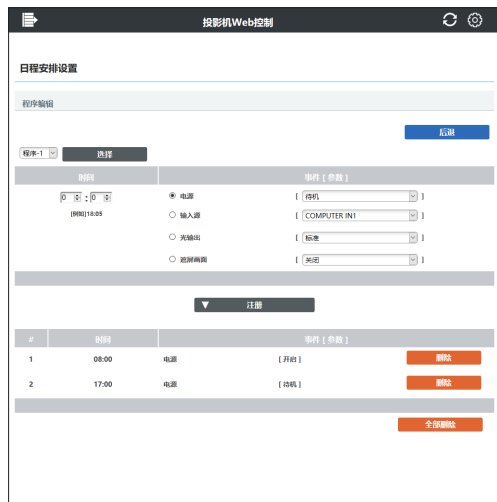 投影机Web控制
日程安排设置
程序编辑
后退
程序-1 选择
时间 事件 [ 参数 ]
0 : 0 电源 [ 待机 ]
[例如]18:05 输入源 [ COMPUTER IN1 ]
光输出 [ 标准 ]
遮屏画面 [ 关闭 ]
▼ 注册
# 时间 事件 [ 参数 ]
1 08:00 电源 [ 开启 ] 删除
2 17:00 电源 [ 待机 ] 删除
全部删除